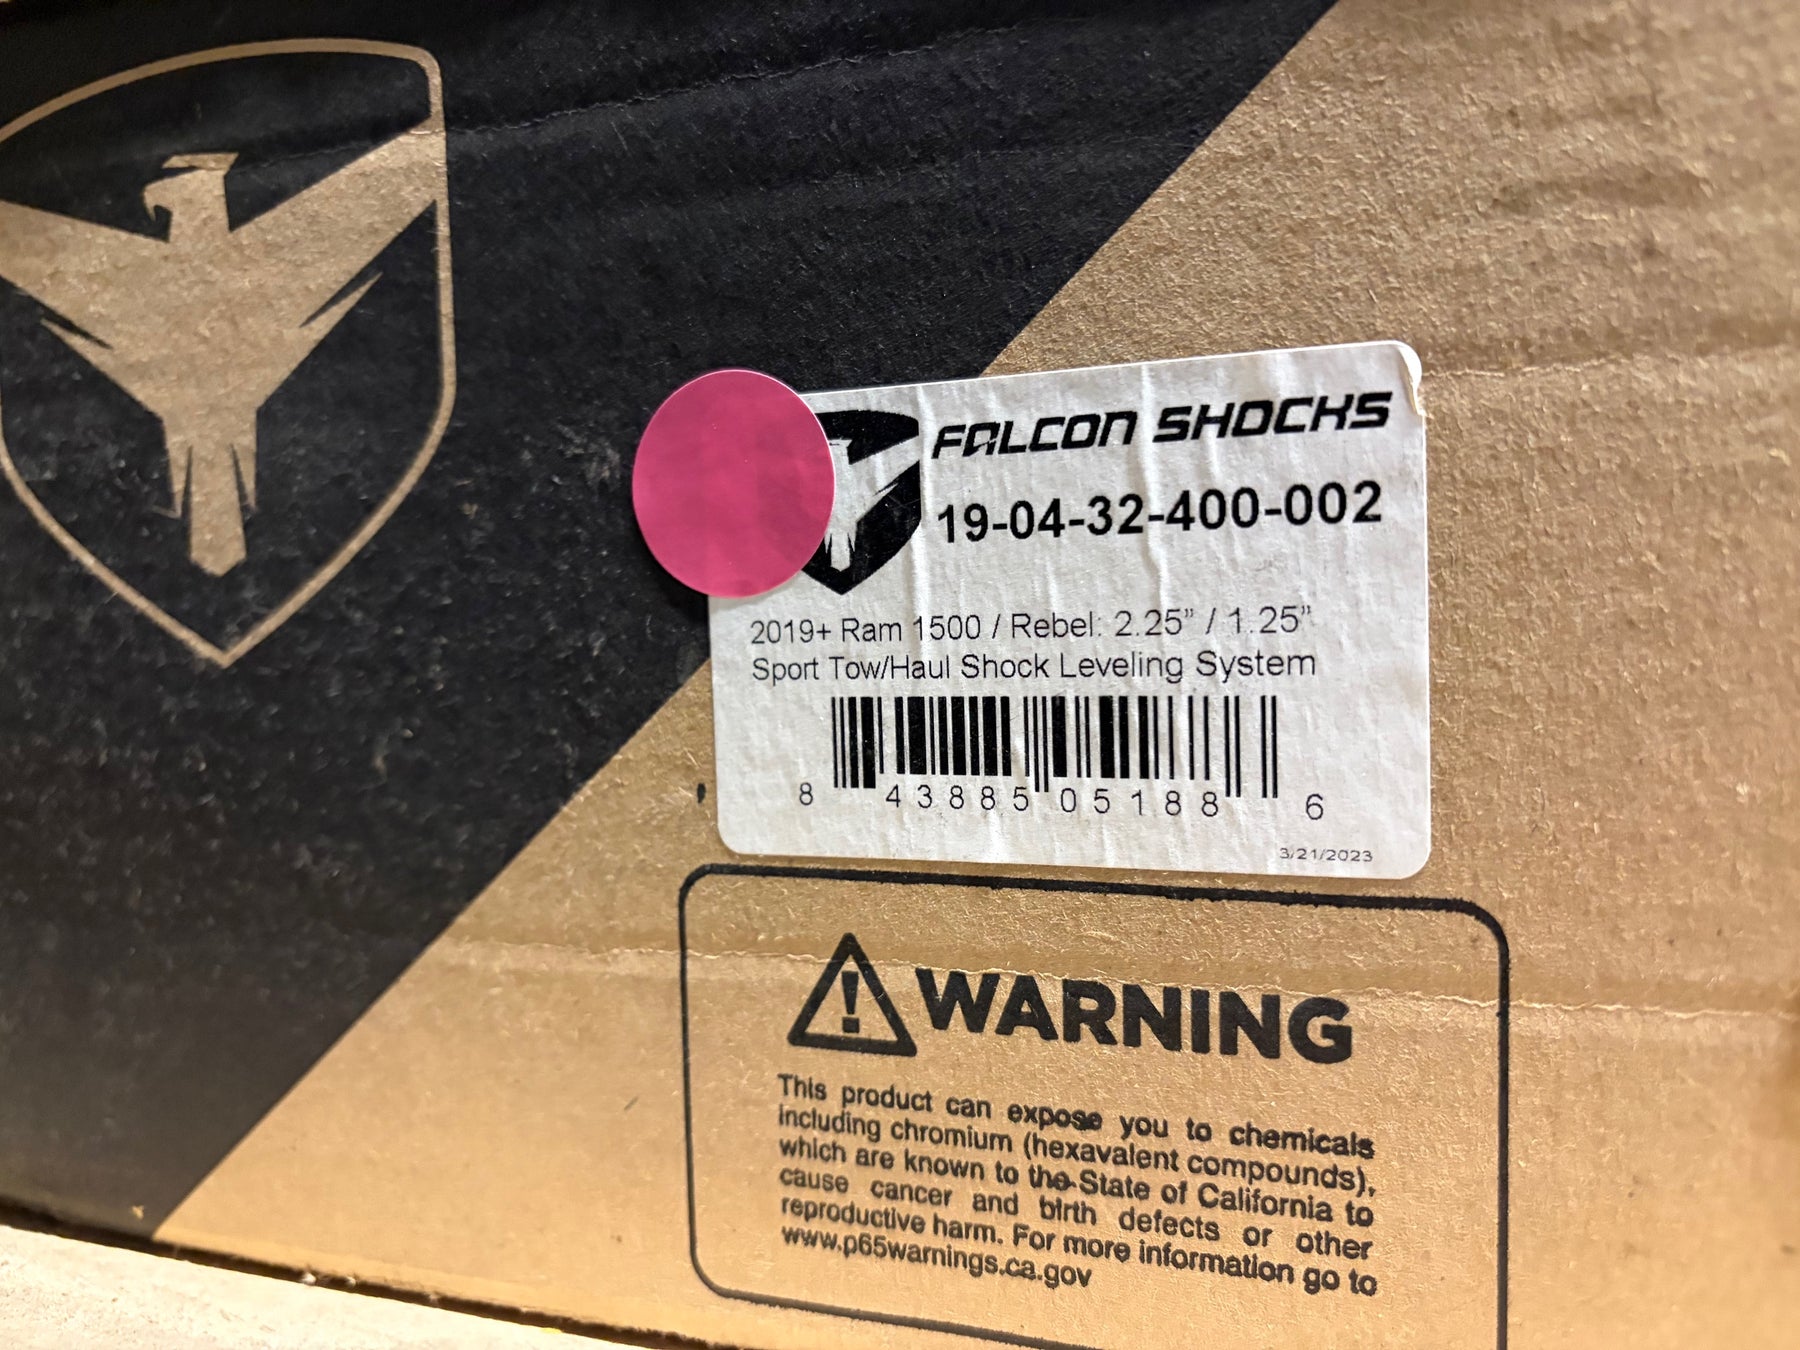 FALCON SHOCKS
19-04-32-400-002
2019+ Ram 1500 / Rebel: 2.25” / 1.25”
Sport Tow/Haul Shock Leveling System
8 43885 05188 6
3/21/2023
WARNING
This product can expose you to chemicals
including chromium (hexavalent compounds),
which are known to the State of California to
cause cancer and birth defects or other
reproductive harm. For more information go to
www.p65warnings.ca.gov